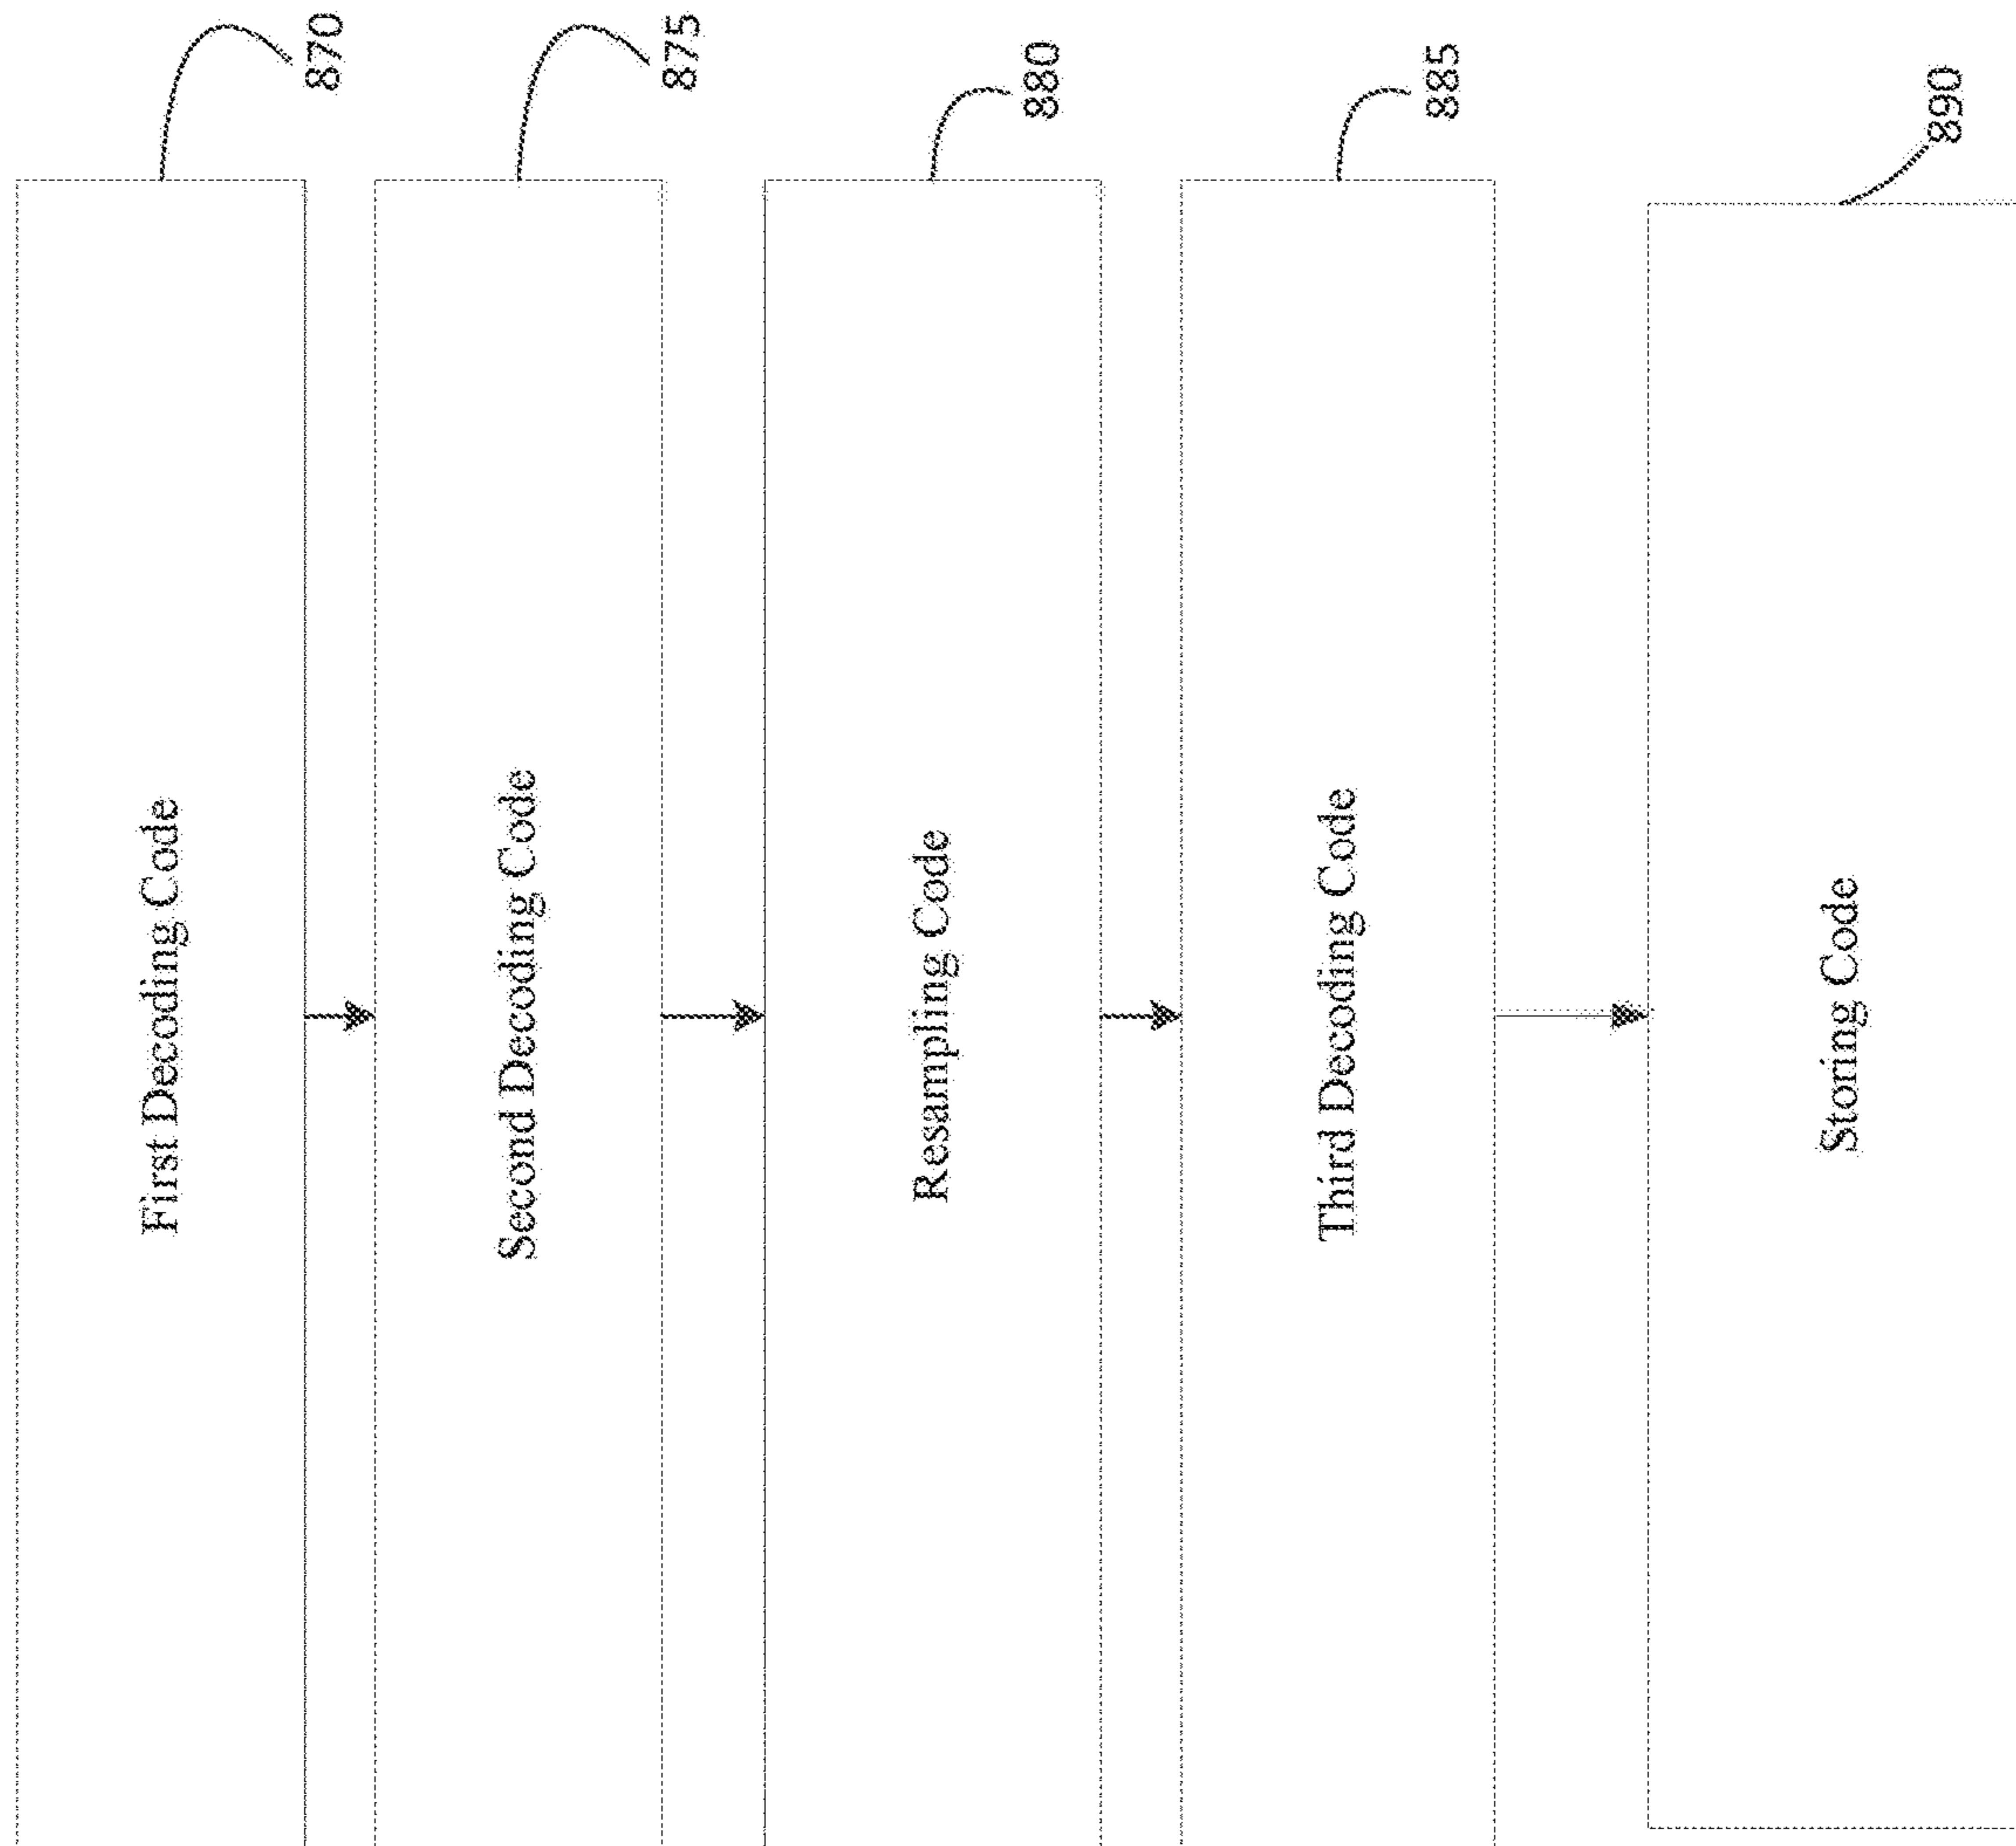 First Decoding Code
870
Second Decoding Code
875
Resampling Code
880
Third Decoding Code
885
Storing Code
890